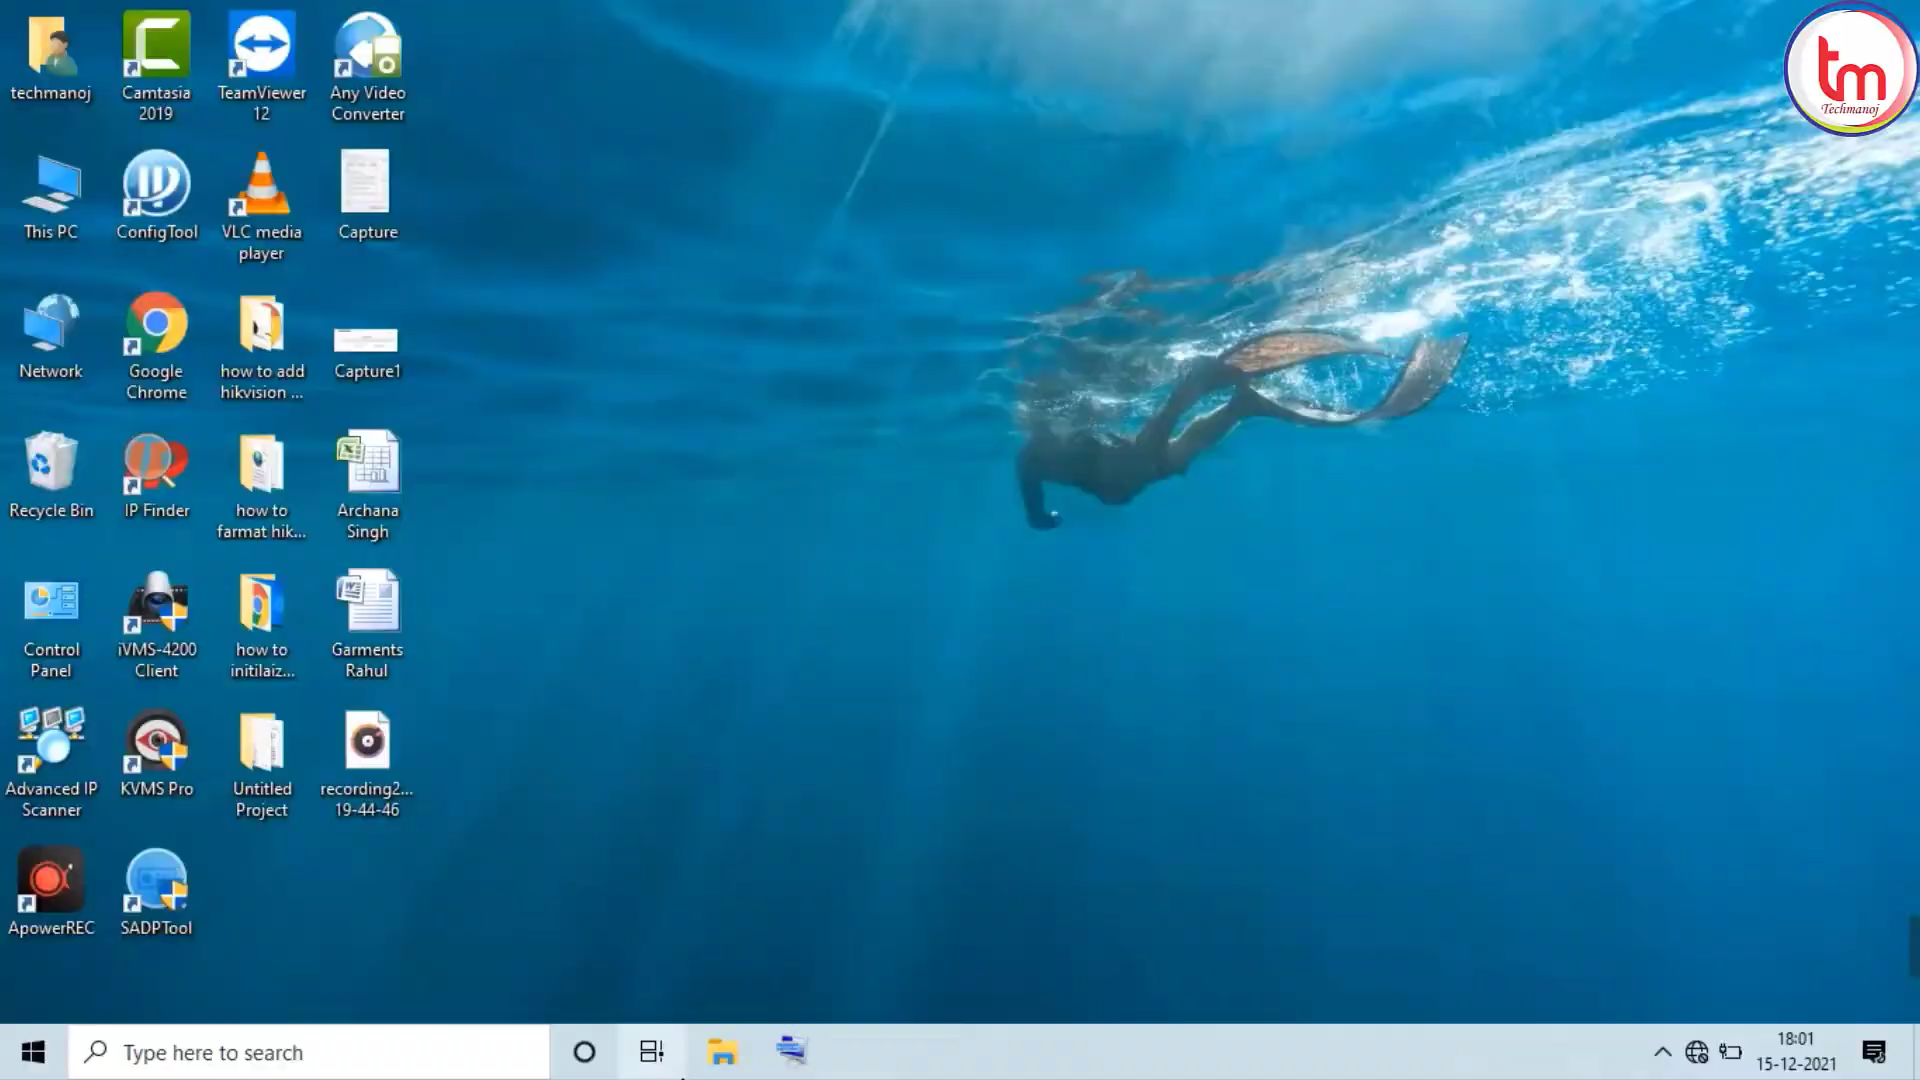 techmanoj
Camtasia
2019
TeamViewer
12
Any Video
Converter
tm
Techmanoj
This PC
ConfigTool
VLC media
player
Capture
Network
Google
Chrome
how to add
hikvision ...
Capture1
Recycle Bin
IP Finder
how to
farmat hik...
Archana
Singh
Control
Panel
iVMS-4200
Client
how to
initilaiz...
Garments
Rahul
Advanced IP
Scanner
KVMS Pro
Untitled
Project
recording2...
19-44-46
ApowerREC
SADPTool
Type here to search
18:01
15-12-2021